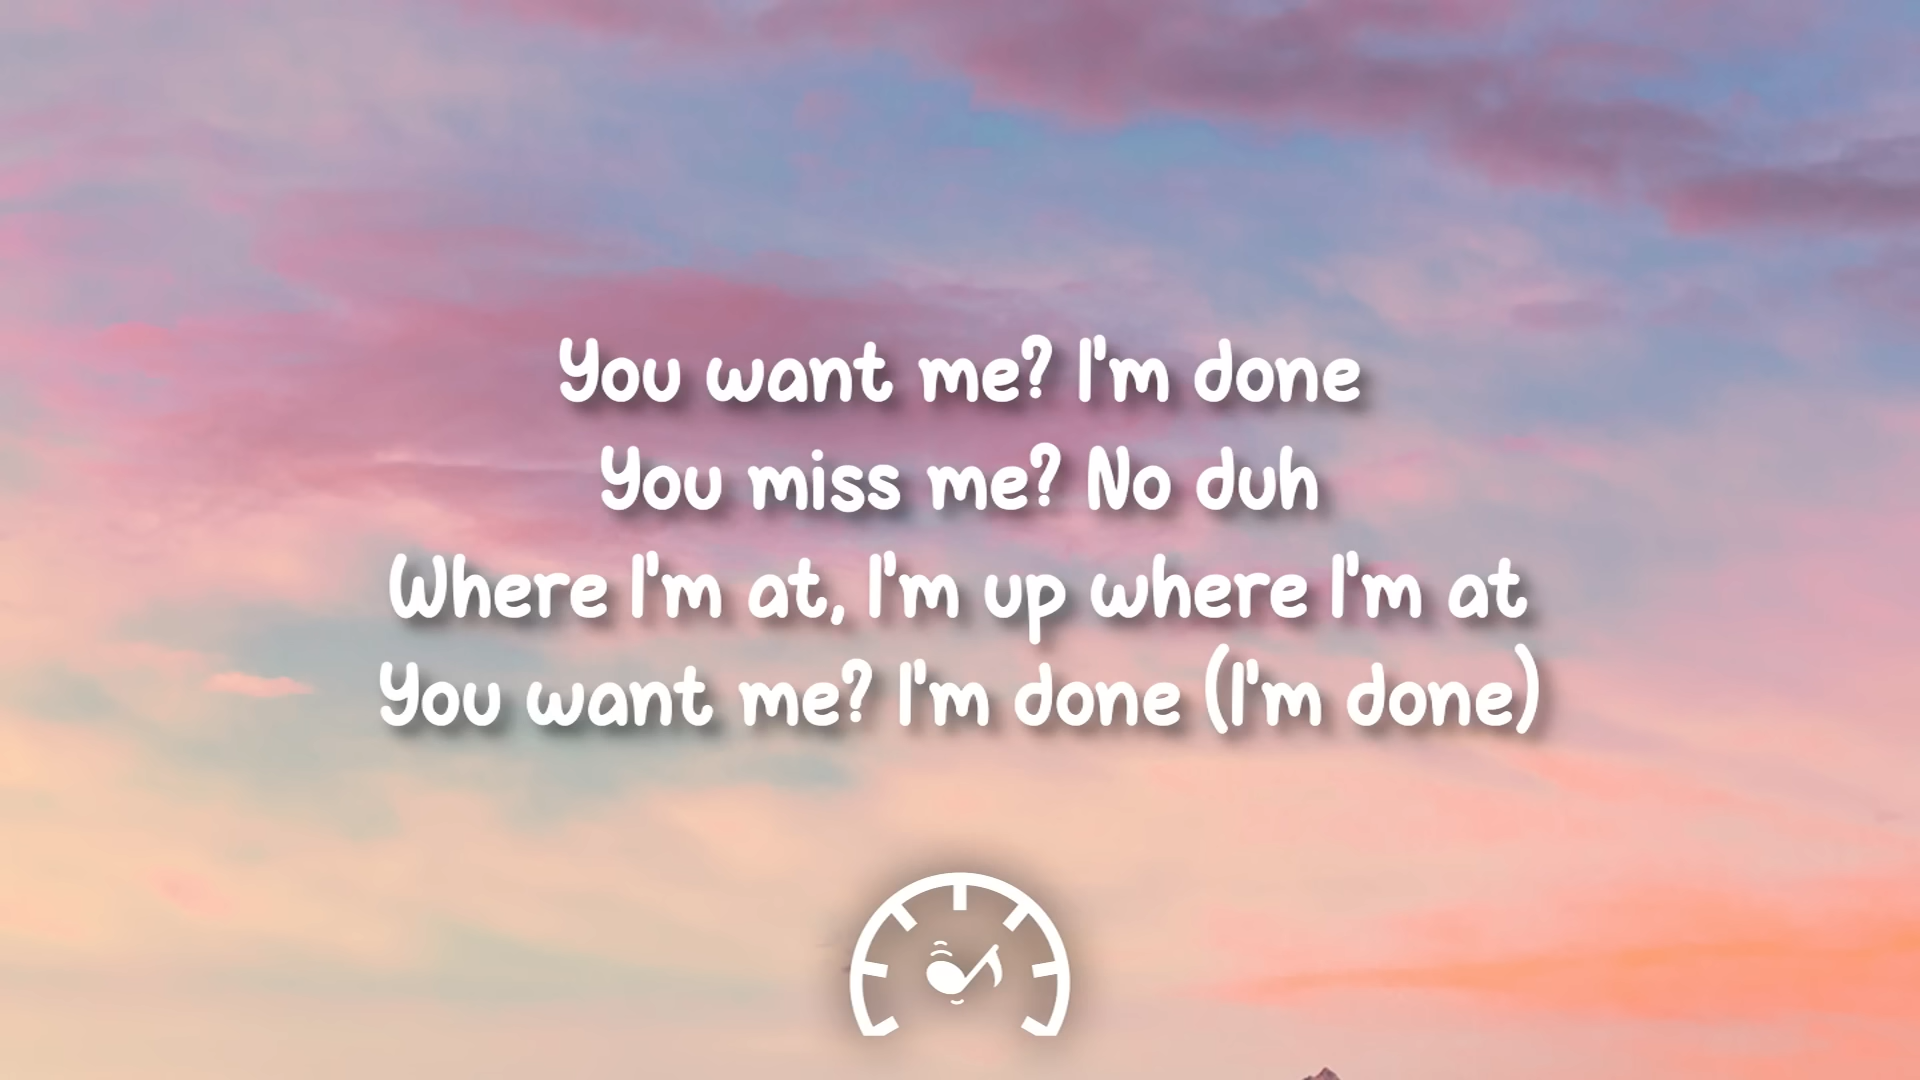 You want me? I'm done
You miss me? No duh
Where I'm at, I'm up where I'm at
You want me? I'm done (I'm done)